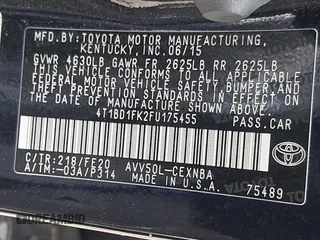 MFD. BY: TOYOTA MOTOR MANUFACTURING,
KENTUCKY, INC. 06/15
GVWR 4630LB GAWR FR 2625LB RR 2625LB
THIS VEHICLE CONFORMS TO ALL APPLICABLE
FEDERAL MOTOR VEHICLE SAFETY, BUMPER, AND
THEFT PREVENTION STANDARDS IN EFFECT ON THE
DATE OF MANUFACTURE SHOWN ABOVE.
4T1BD1FK2FU175455 PASS.CAR
C/TR: 218/FE20 AVV50L-CEXNBA
A/TM: -03A/P314 MADE IN U.S.A.
TOYOTA
75489